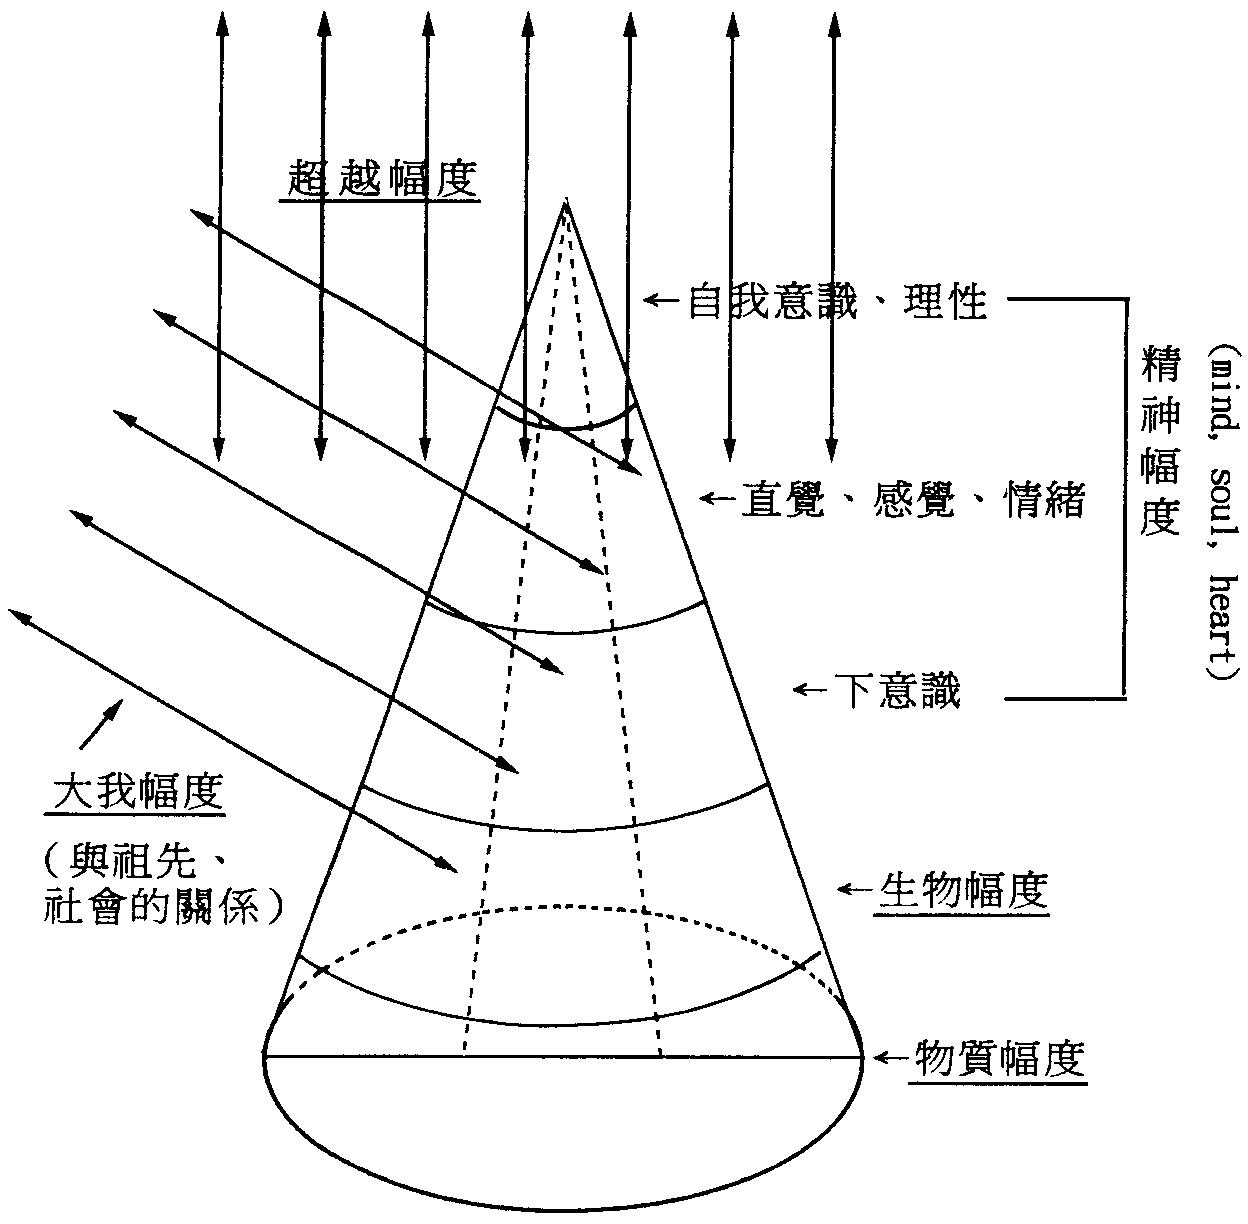 超越幅度
自我意識、理性
直覺、感覺、情緒
下意識
精神幅度
(mind, soul, heart)
大我幅度
（與祖先、
社會的關係）
生物幅度
物質幅度